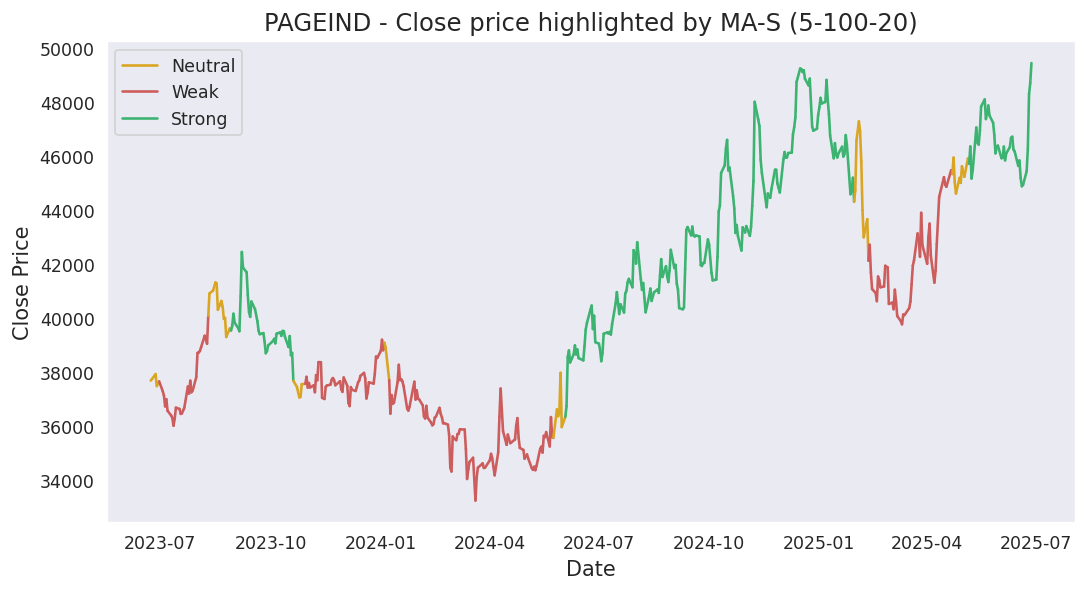 PAGEIND - Close price highlighted by MA-S (5-100-20)
50000
48000
46000
44000
42000
40000
38000
36000
34000
Close Price
Neutral
Weak
Strong
2023-07 2023-10 2024-01 2024-04 2024-07 2024-10 2025-01 2025-04 2025-07
Date